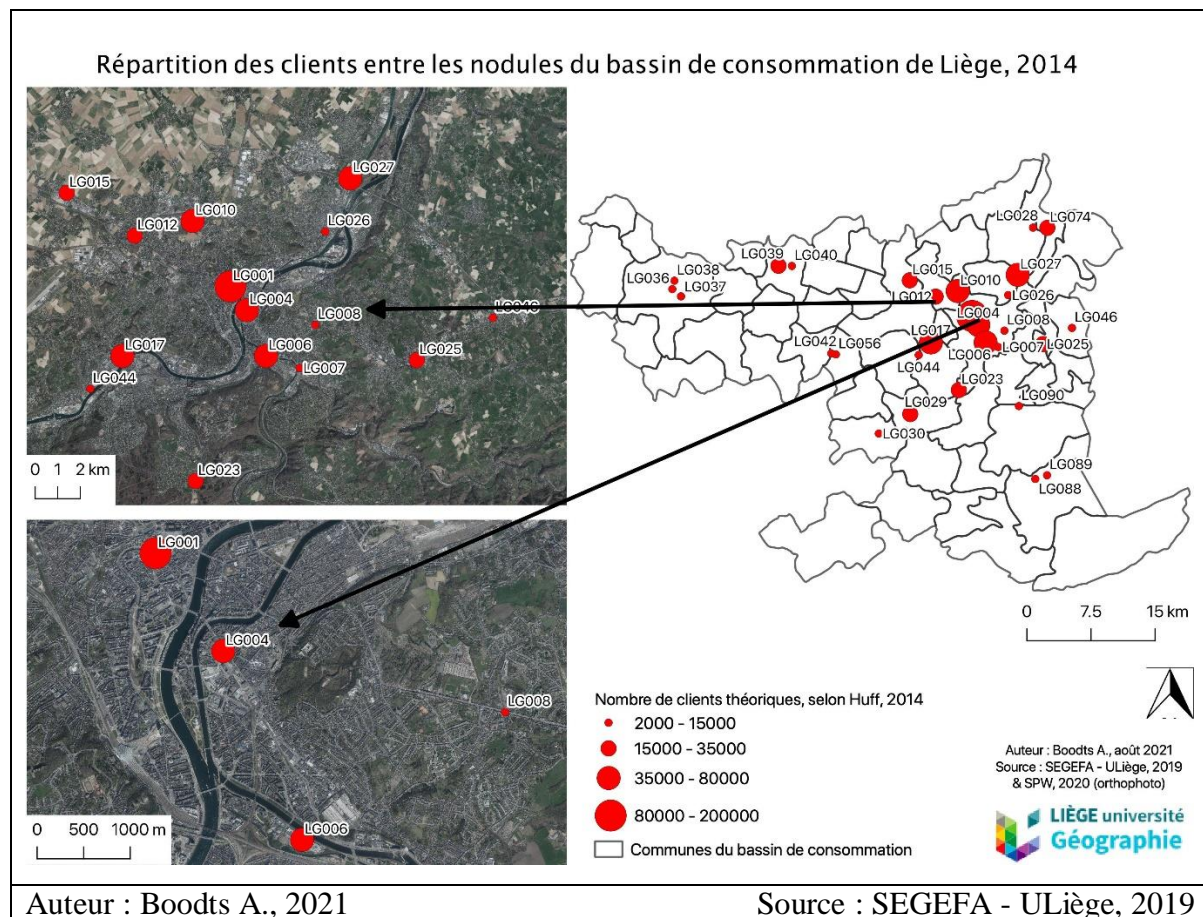 Répartition des clients entre les nodules du bassin de consommation de Liège, 2014
LG027
LG015
LG010
LG012
LG026
LG001
LG004
LG008
LG046
LG017
LG006
LG025
LG007
LG044
LG023
0 1 2 km
LG001
LG004
LG008
LG006
0 500 1000 m
LG028
LG074
LG039
LG040
LG038
LG036
LG037
LG015
LG010
LG027
LG012
LG026
LG004
LG008
LG046
LG017
LG042
LG056
LG006
LG007
LG025
LG044
LG023
LG090
LG029
LG030
LG089
LG088
0 7.5 15 km
Nombre de clients théoriques, selon Huff, 2014
2000 - 15000
15000 - 35000
35000 - 80000
80000 - 200000
Communes du bassin de consommation
Auteur : Boodts A., août 2021
Source : SEGEFA - ULiège, 2019
& SPW, 2020 (orthophoto)
LIÈGE université
Géographie
Auteur : Boodts A., 2021 Source : SEGEFA - ULiège, 2019